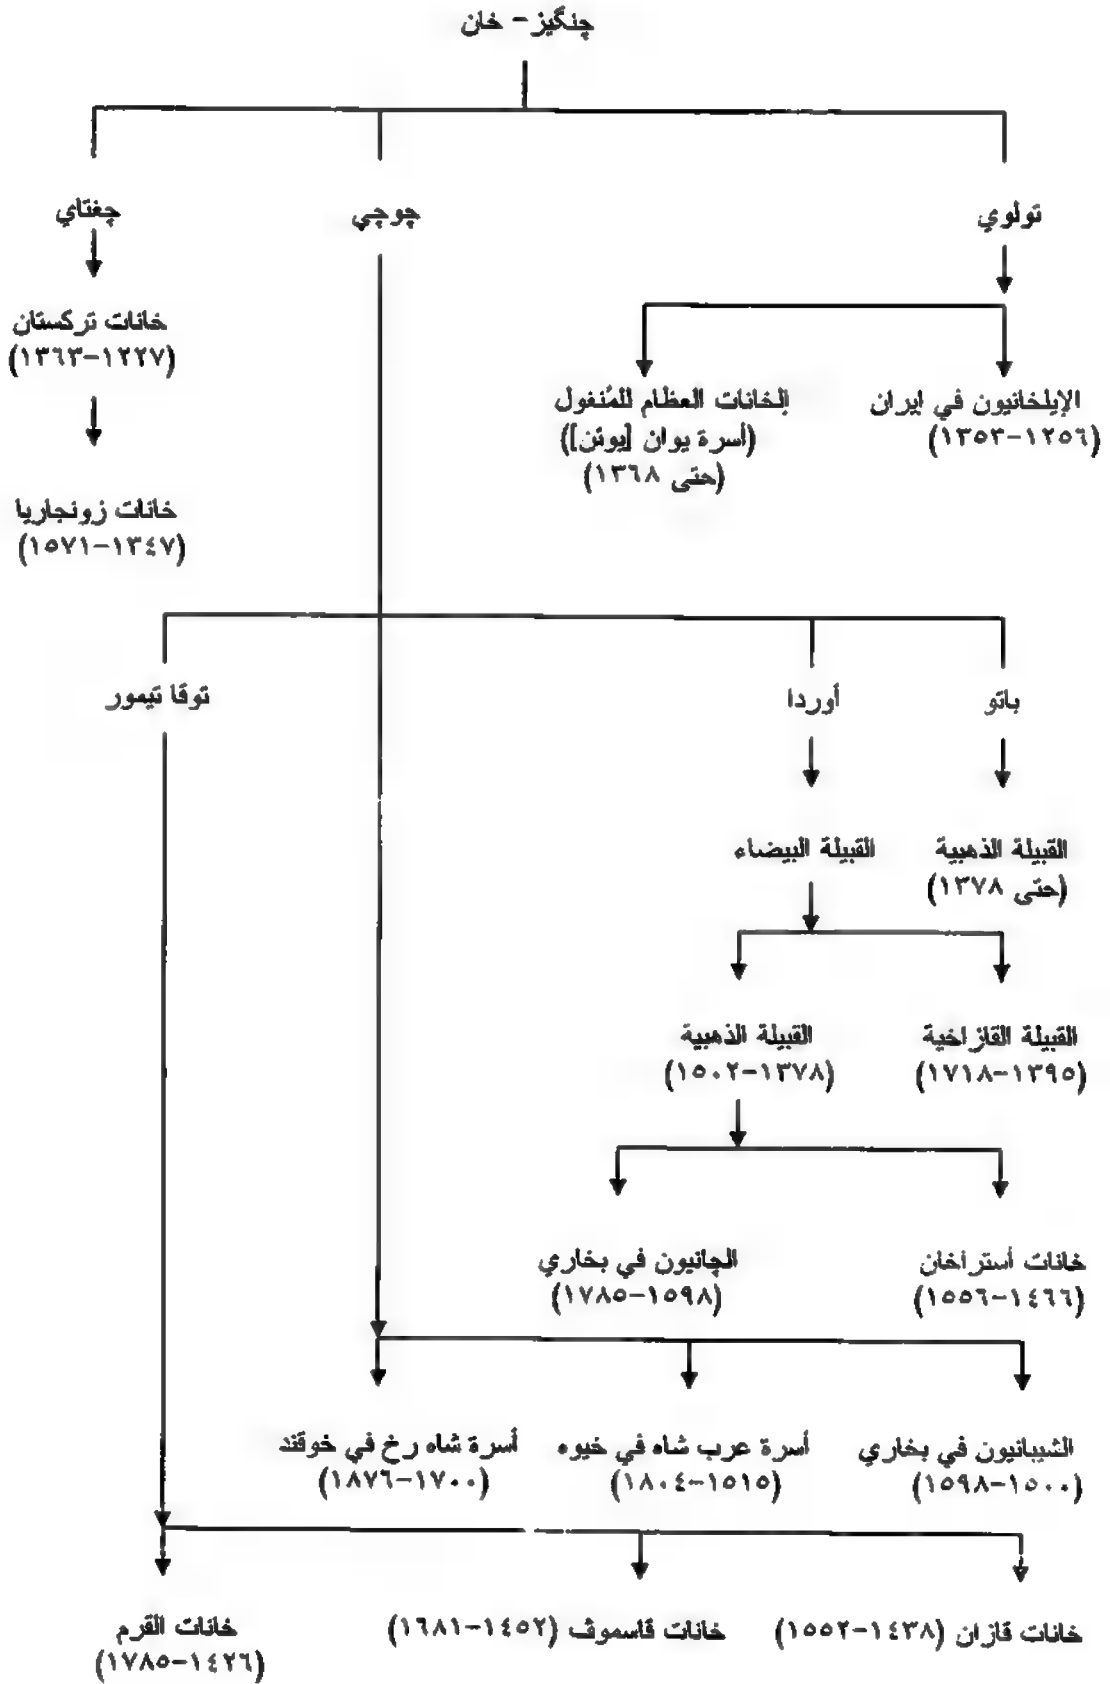 چنگيز- خان
تولوي
چوچي
چغتاي
خانات تركستان
(١٢٢٧-١٣٦٣)
الإيلخانيون في ايران
(١٢٥٦-١٣٥٣)
الخانات العظام للمُنغول
(أسرة يوان [يوئن])
(حتى ١٣٦٨)
خانات زونجاريا
(١٣٤٧-١٥٧١)
باتو
أوردا
توقا تيمور
القبيلة الذهبية
(حتى ١٣٧٨)
القبيلة البيضاء
القبيلة القازاخية
(١٣٩٥-١٧١٨)
القبيلة الذهبية
(١٣٧٨-١٥٠٢)
خانات أستراخان
(١٤٦٦-١٥٥٦)
الچانيون في بخاري
(١٥٩٨-١٧٨٥)
الشيبانيون في بخاري
(١٥٠٠-١٥٩٨)
أسرة عرب شاه في خيوه
(١٥١٥-١٨٠٤)
أسرة شاه رخ في خوقند
(١٧٠٠-١٨٧٦)
خانات قازان (١٤٣٨-١٥٥٢)
خانات قاسموڤ (١٤٥٢-١٦٨١)
خانات القرم
(١٤٢٦-١٧٨٥)